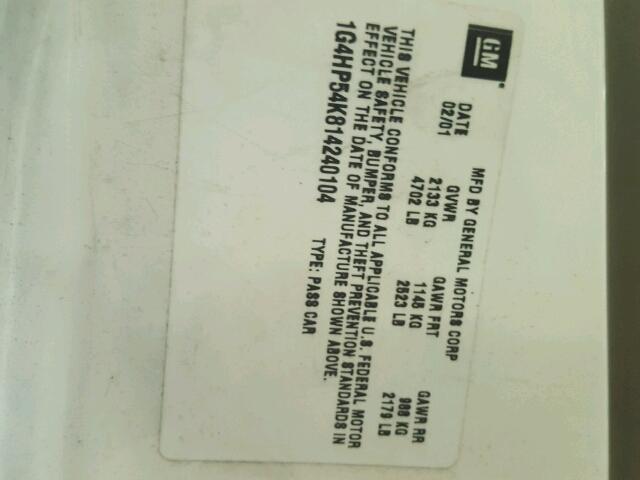 GM
MFD BY GENERAL MOTORS CORP
DATE GVWR GAWR FRT GAWR RR
02/01 2133 KG 1145 KG 988 KG
4702 LB 2523 LB 2179 LB
THIS VEHICLE CONFORMS TO ALL APPLICABLE U.S. FEDERAL MOTOR
VEHICLE SAFETY, BUMPER, AND THEFT PREVENTION STANDARDS IN
EFFECT ON THE DATE OF MANUFACTURE SHOWN ABOVE.
1G4HP54K814240104 TYPE: PASS CAR